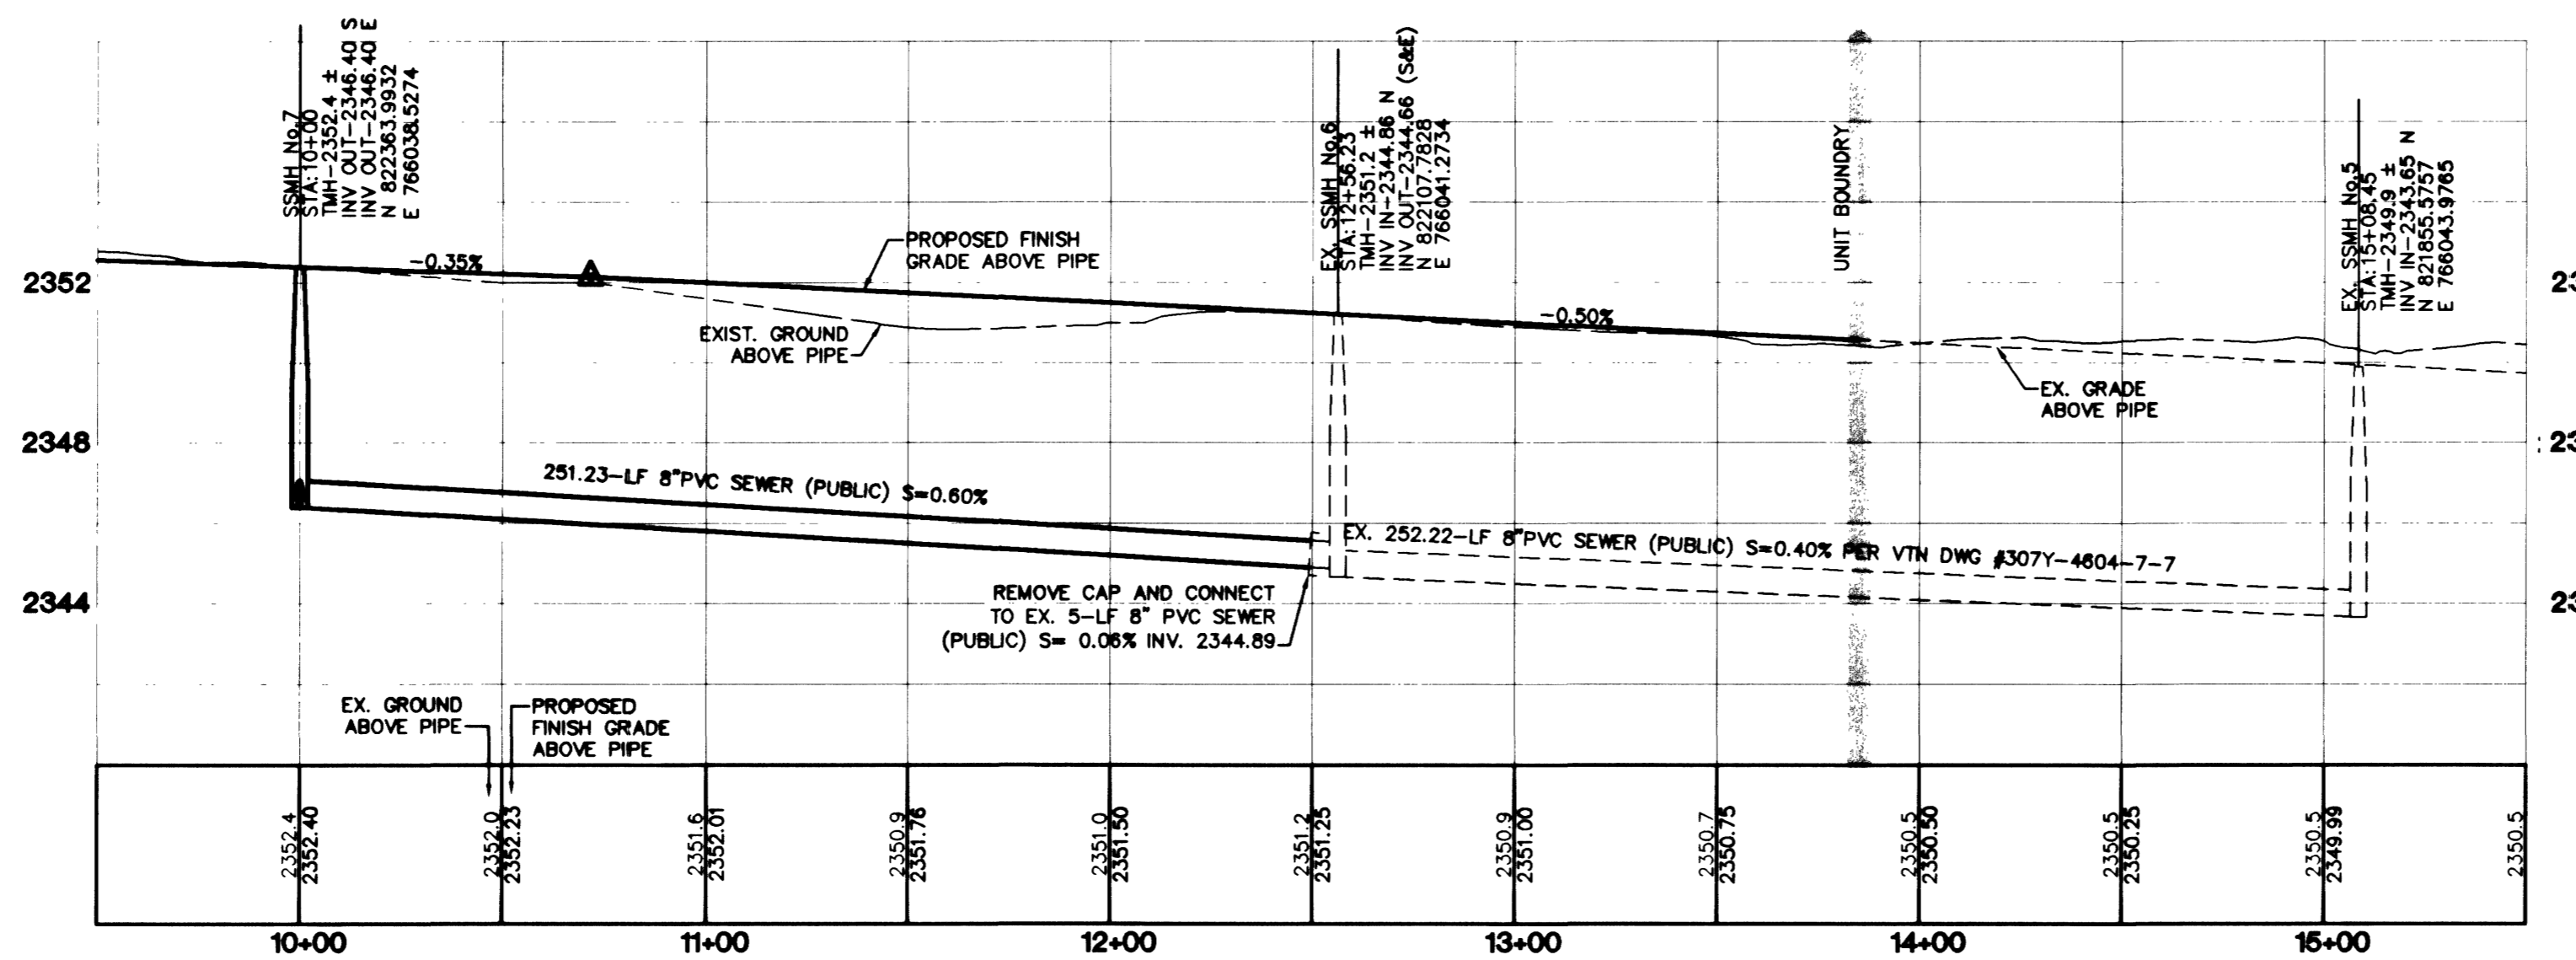 SSMH No.7
STA: 10+00
TMH-2352.4 ±
INV OUT-2346.40 S
INV OUT-2346.40 E
N 822363.9932
E 766038.5274
EX. SSMH No.6
STA: 12+56.23
TMH-2351.2 ±
INV IN-2344.86 N
INV OUT-2344.66 (S&E)
N 822107.7828
E 766041.2734
UNIT BOUNDRY
EX. SSMH No.5
STA: 15+08.45
TMH-2349.9 ±
INV IN-2343.65 N
N 821855.5757
E 766043.9765
-0.35%
PROPOSED FINISH
GRADE ABOVE PIPE
2352
EXIST. GROUND
ABOVE PIPE
-0.50%
EX. GRADE
ABOVE PIPE
2348
251.23-LF 8"PVC SEWER (PUBLIC) S=0.60%
EX. 252.22-LF 8"PVC SEWER (PUBLIC) S=0.40% PER VTN DWG #307Y-4604-7-7
2344
REMOVE CAP AND CONNECT
TO EX. 5-LF 8" PVC SEWER
(PUBLIC) S= 0.06% INV. 2344.89
EX. GROUND
ABOVE PIPE
PROPOSED
FINISH GRADE
ABOVE PIPE
2352.4
2352.40
2352.0
2352.23
2351.6
2352.01
2350.9
2351.76
2351.0
2351.50
2351.2
2351.25
2350.9
2351.00
2350.7
2350.75
2350.5
2350.50
2350.5
2350.25
2350.5
2349.99
2350.5
10+00
11+00
12+00
13+00
14+00
15+00